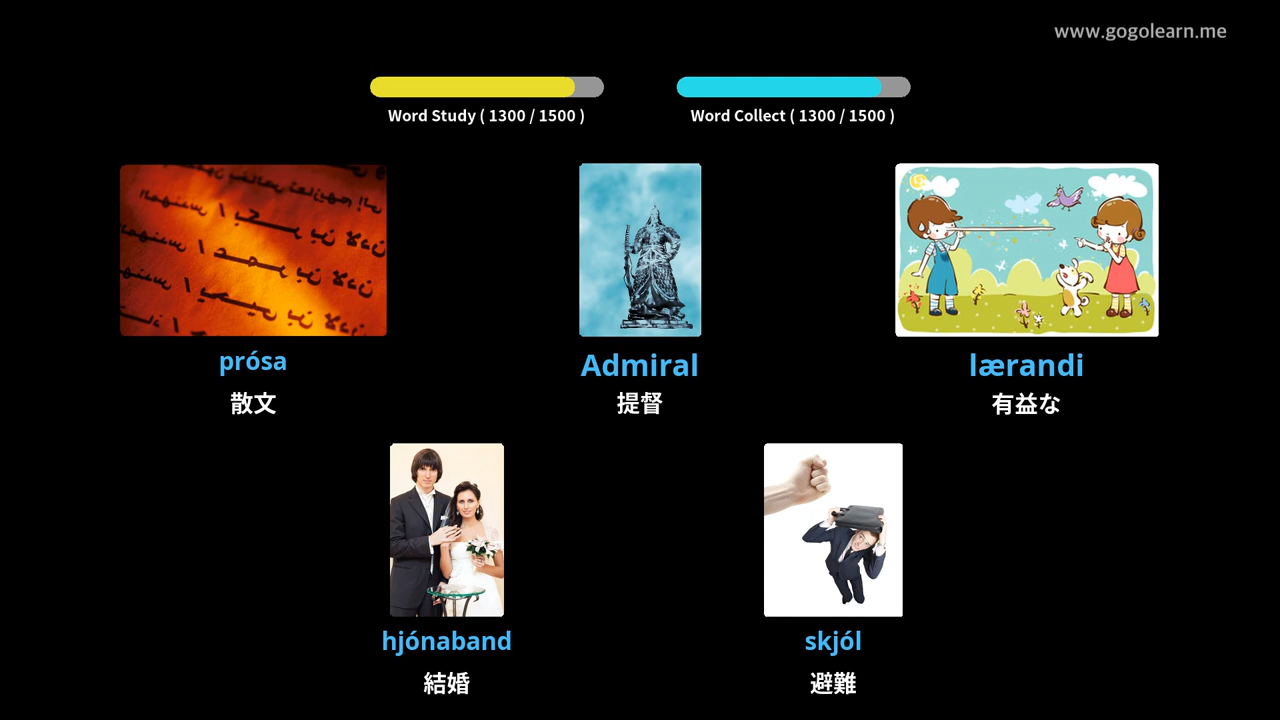 www.gogolearn.me
Word Study ( 1300 / 1500 )
Word Collect ( 1300 / 1500 )
prósa
散文
Admiral
提督
lærandi
有益な
hjónaband
結婚
skjól
避難